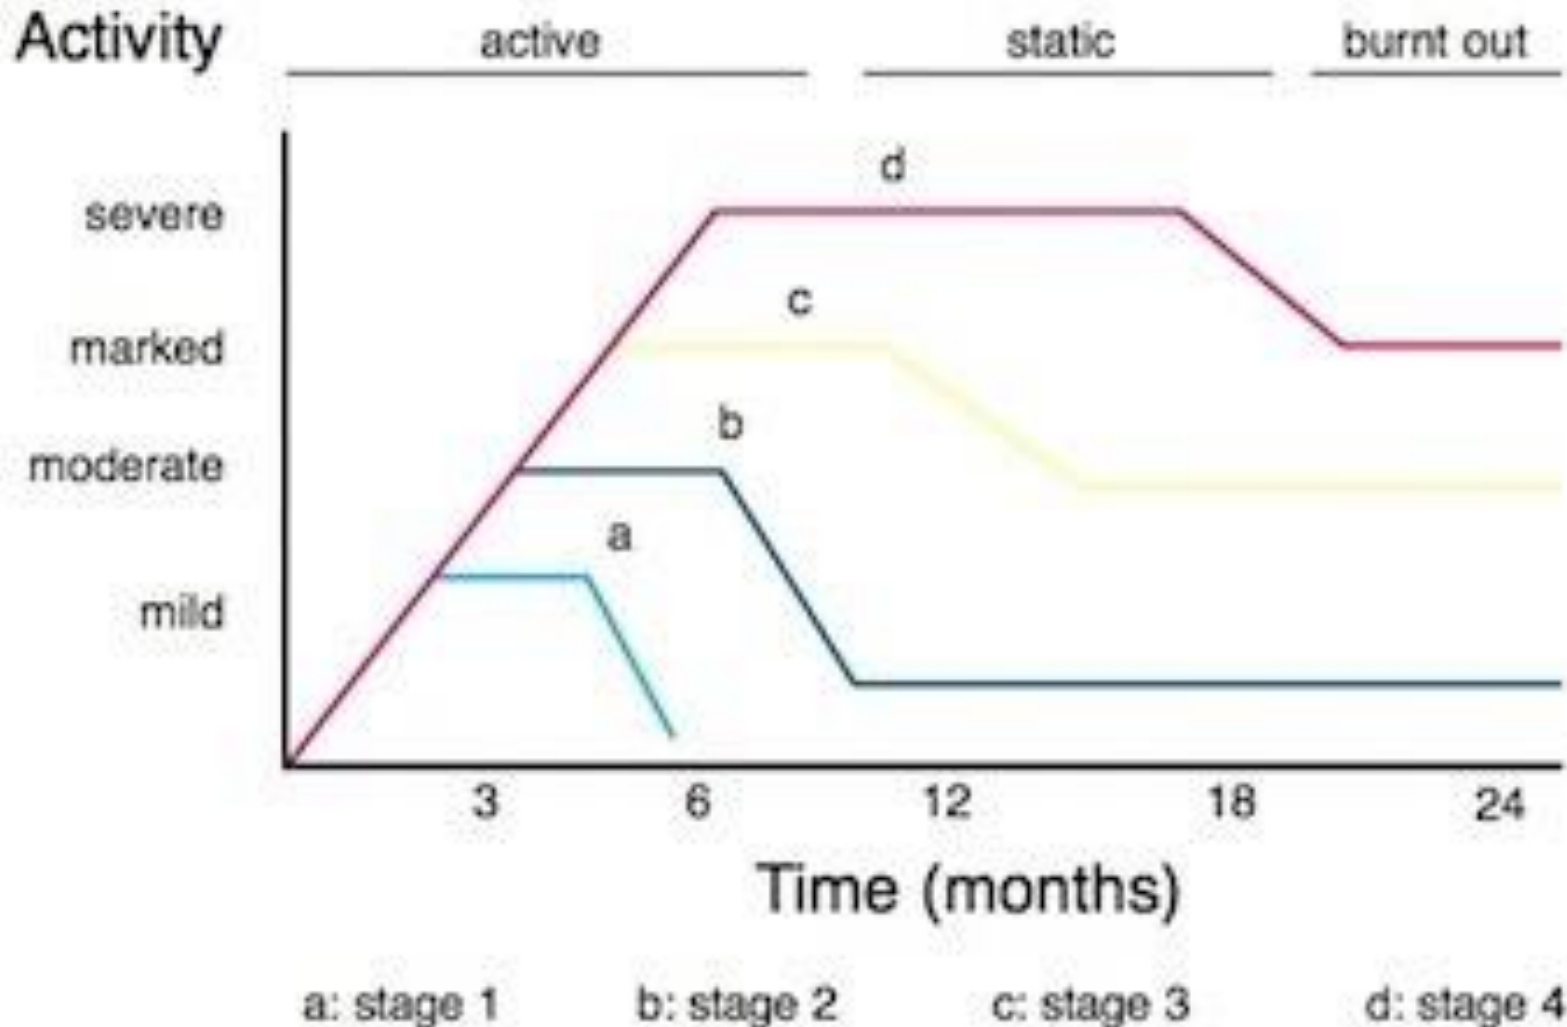 Activity
active static burnt out
d
severe
c
marked
b
moderate
a
mild
3 6 12 18 24
Time (months)
a: stage 1 b: stage 2 c: stage 3 d: stage 4